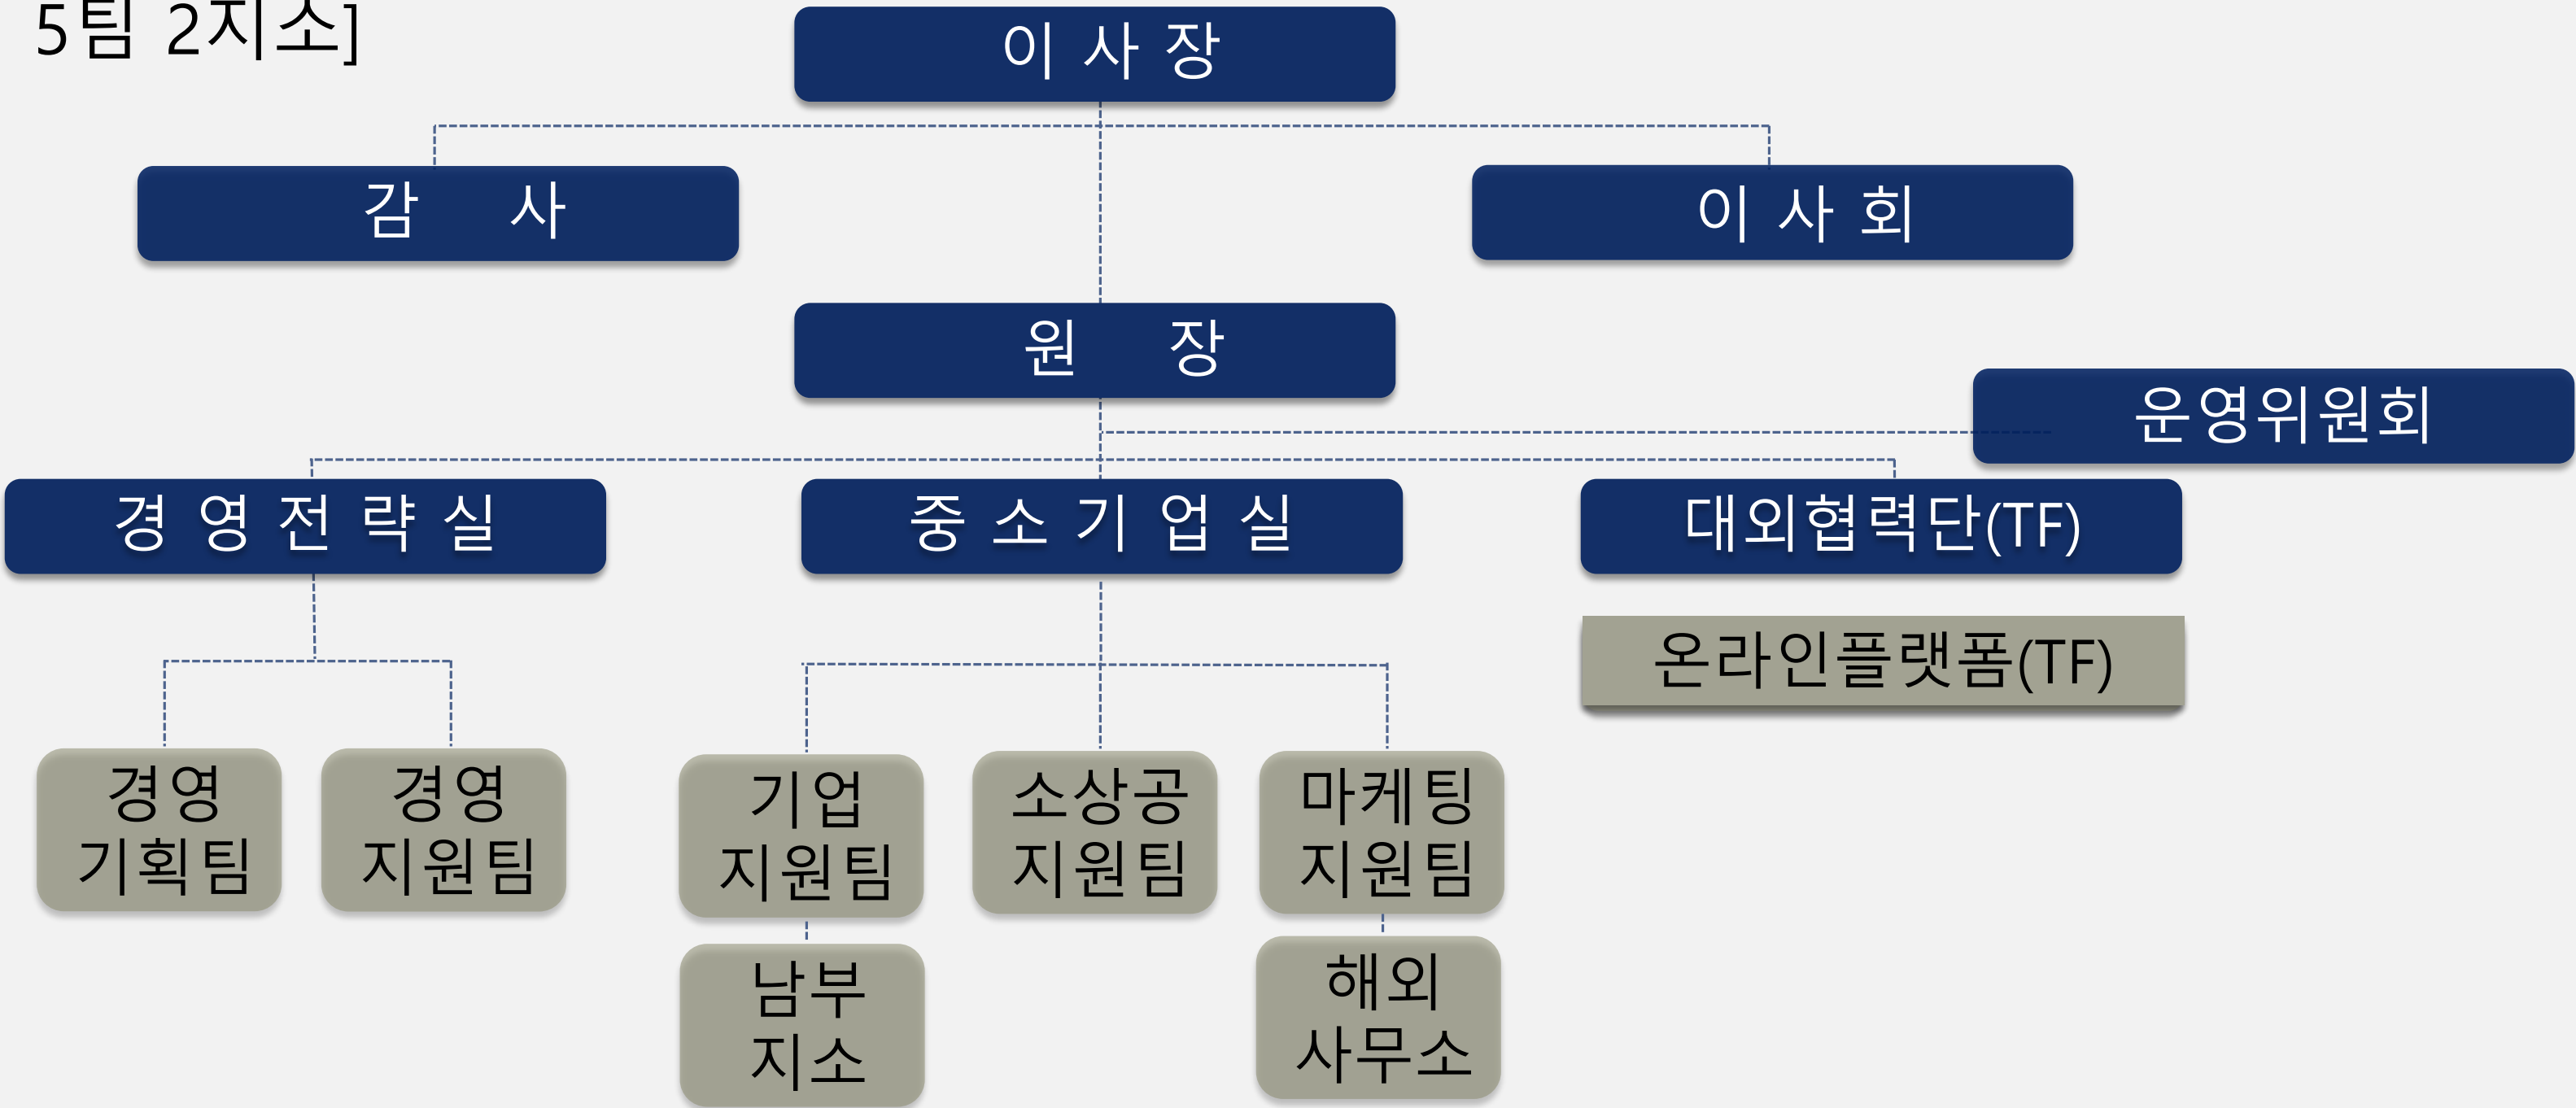 5팀 2지소]
이 사 장
감 사
이 사 회
원 장
운영위원회
경 영 전 략 실
중 소 기 업 실
대외협력단(TF)
온라인플랫폼(TF)
경영
기획팀
경영
지원팀
기업
지원팀
소상공
지원팀
마케팅
지원팀
남부
지소
해외
사무소